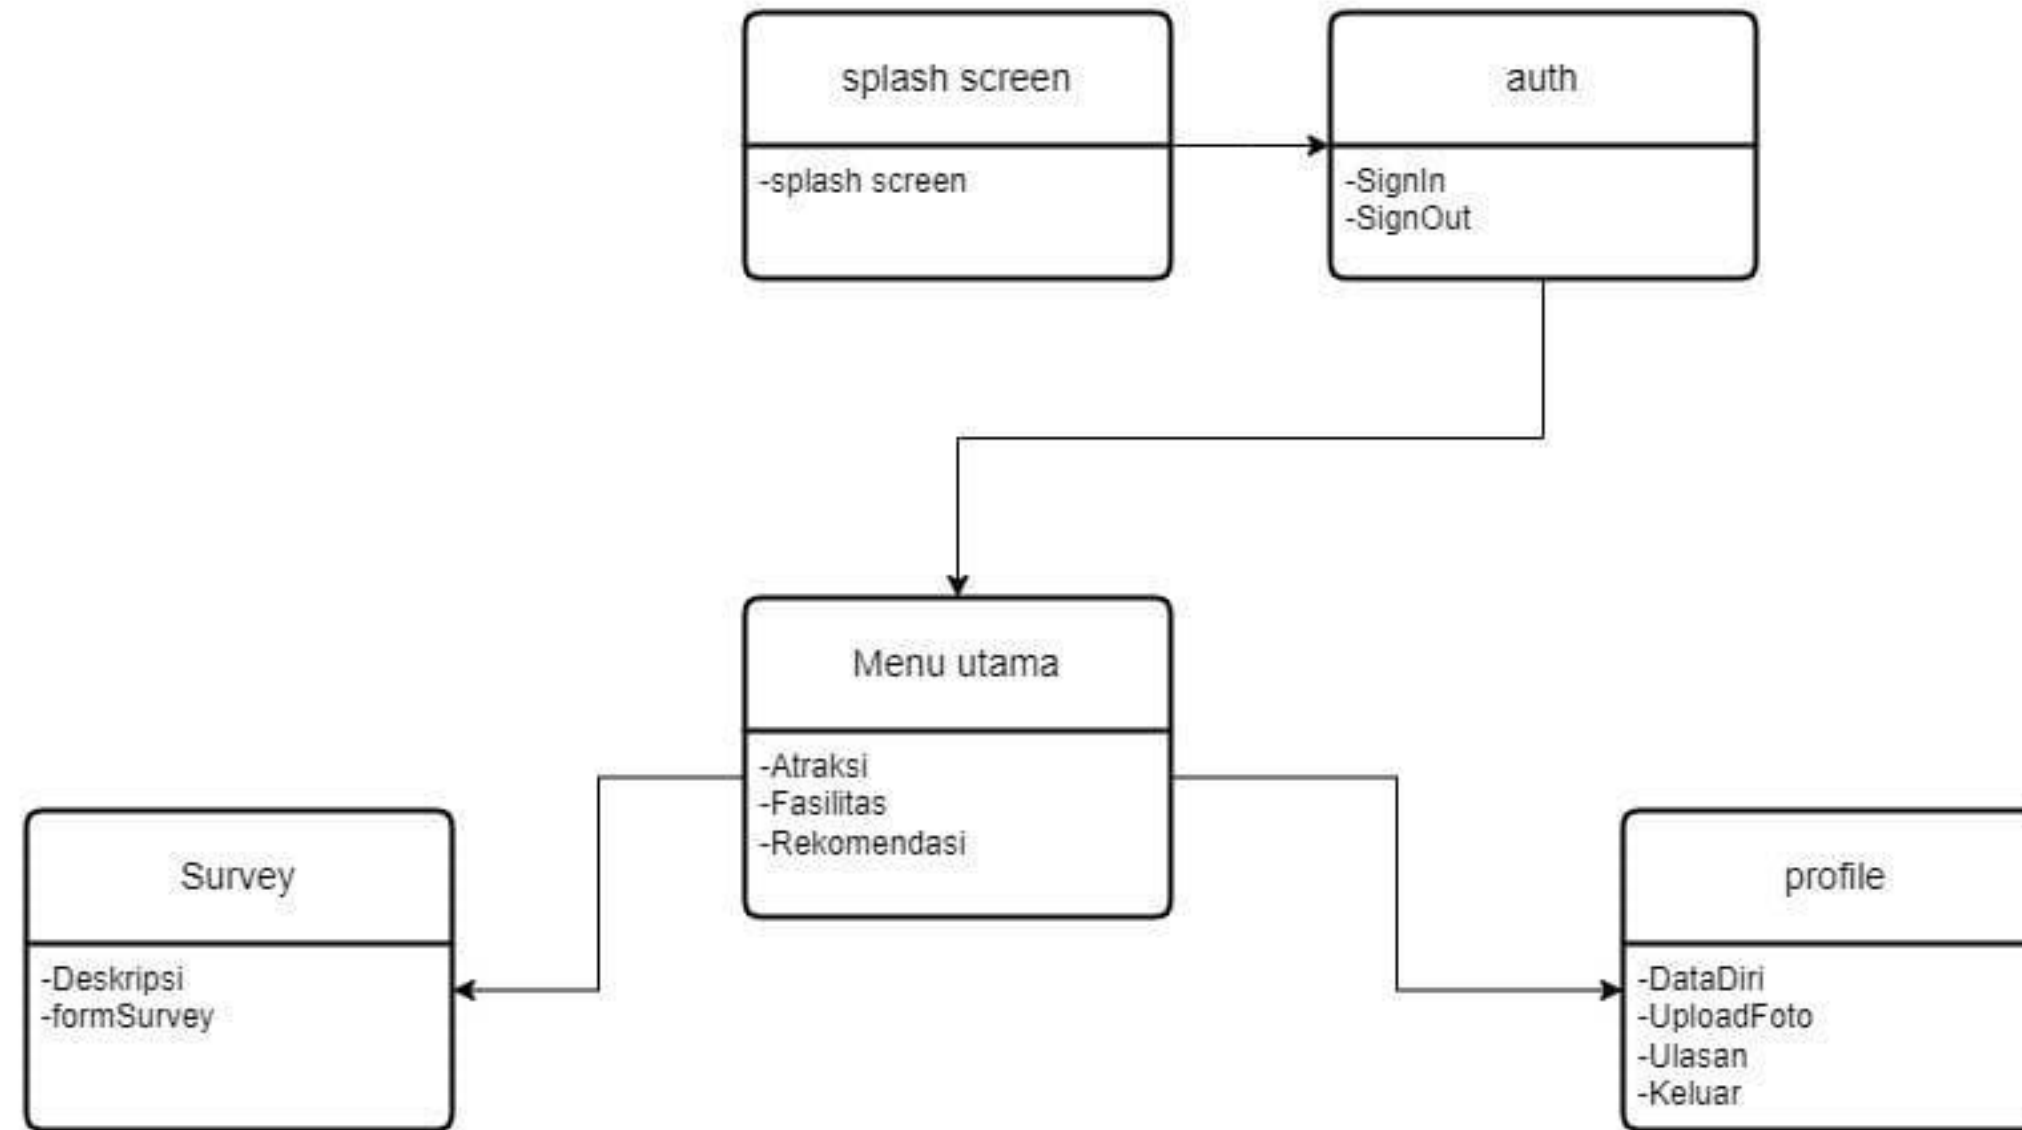 splash screen
-splash screen
auth
-SignIn
-SignOut
Menu utama
-Atraksi
-Fasilitas
-Rekomendasi
Survey
-Deskripsi
-formSurvey
profile
-DataDiri
-UploadFoto
-Ulasan
-Keluar